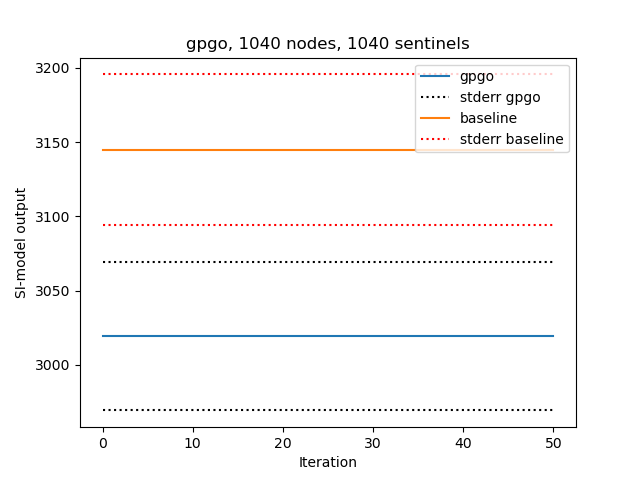 gpgo, 1040 nodes, 1040 sentinels
gpgo
stderr gpgo
baseline
stderr baseline
SI-model output
3200
3150
3100
3050
3000
0 10 20 30 40 50
Iteration